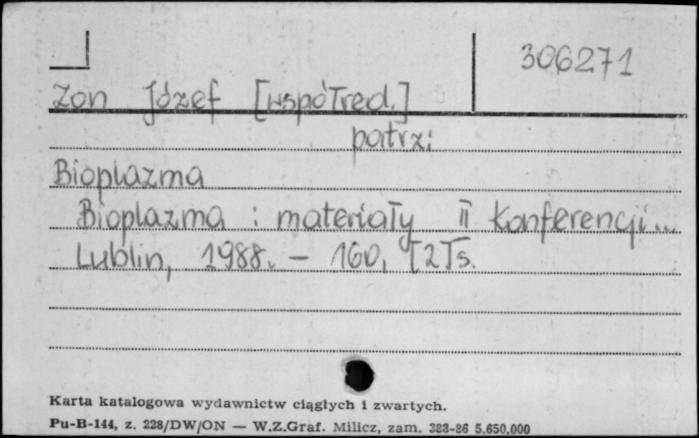 306271
Zon Józef [współred.]
patrz:
Bioplazma
Bioplazma : materiały II Konferencji...
Lublin, 1988. - 160, [2]s.
Karta katalogowa wydawnictw ciągłych i zwartych.
Pu-B-144, z. 228/DW/ON — W.Z.Graf. Milicz, zam. 388-86 5.650.000